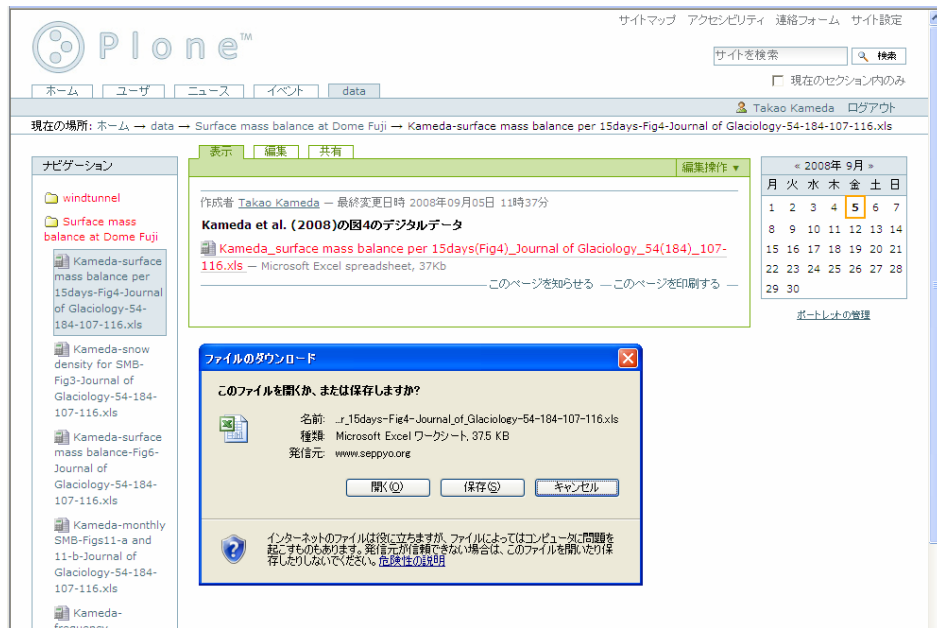 サイトマップ アクセシビリティ 連絡フォーム サイト設定
Plone™
サイトを検索 検索
現在のセクション内のみ
ホーム ユーザ ニュース イベント data
Takao Kameda ログアウト
現在の場所: ホーム → data → Surface mass balance at Dome Fuji → Kameda-surface mass balance per 15days-Fig4-Journal of Glaciology-54-184-107-116.xls
ナビゲーション
windtunnel
Surface mass
balance at Dome Fuji
Kameda-surface
mass balance per
15days-Fig4-Journal
of Glaciology-54-
184-107-116.xls
Kameda-snow
density for SMB-
Fig3-Journal of
Glaciology-54-184-
107-116.xls
Kameda-surface
mass balance-Fig6-
Journal of
Glaciology-54-184-
107-116.xls
Kameda-monthly
SMB-Figs11-a and
11-b-Journal of
Glaciology-54-184-
107-116.xls
Kameda-
frequency
表示 編集 共有
編集操作 ▼
作成者 Takao Kameda — 最終変更日時 2008年09月05日 11時37分
Kameda et al. (2008)の図4のデジタルデータ
Kameda_surface mass balance per 15days(Fig4)_Journal of Glaciology_54(184)_107-
116.xls — Microsoft Excel spreadsheet, 37Kb
このページを知らせる — このページを印刷する —
« 2008年 9月 »
月 火 水 木 金 土 日
1 2 3 4 5 6 7
8 9 10 11 12 13 14
15 16 17 18 19 20 21
22 23 24 25 26 27 28
29 30
ポートレットの管理
ファイルのダウンロード
このファイルを開くか、または保存しますか?
名前: ...r_15days-Fig4-Journal_of_Glaciology-54-184-107-116.xls
種類: Microsoft Excel ワークシート, 37.5 KB
発信元: www.seppyo.org
開く(O) 保存(S) キャンセル
インターネットのファイルは役に立ちますが、ファイルによってはコンピュータに問題を
起こすものもあります。発信元が信頼できない場合は、このファイルを開いたり保
存したりしないでください。危険性の説明